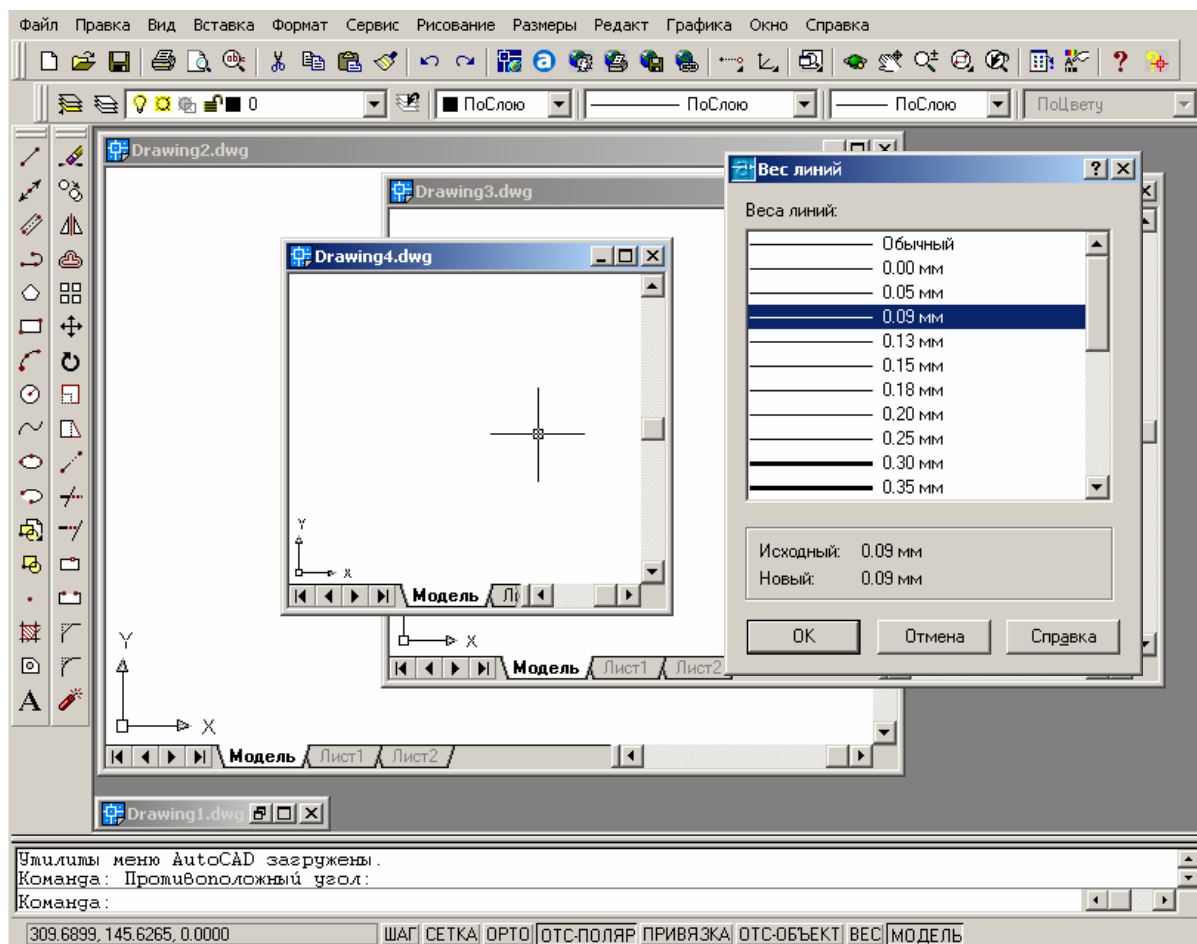 Файл Правка Вид Вставка Формат Сервис Рисование Размеры Редакт Графика Окно Справка
0 ПоСлою ПоСлою ПоСлою ПоЦвету
Drawing2.dwg
Drawing3.dwg
Drawing4.dwg
Y
X
Модель
Y
X
Модель Лист1 Лист2
X
Модель Лист1 Лист2
Drawing1.dwg
Вес линий
Веса линий:
Обычный
0.00 мм
0.05 мм
0.09 мм
0.13 мм
0.15 мм
0.18 мм
0.20 мм
0.25 мм
0.30 мм
0.35 мм
Исходный: 0.09 мм
Новый: 0.09 мм
OK Отмена Справка
Утилиты меню AutoCAD загружены.
Команда: Противоположный угол:
Команда:
309.6899, 145.6265, 0.0000 ШАГ СЕТКА ОРТО ОТС-ПОЛЯР ПРИВЯЗКА ОТС-ОБЪЕКТ ВЕС МОДЕЛЬ